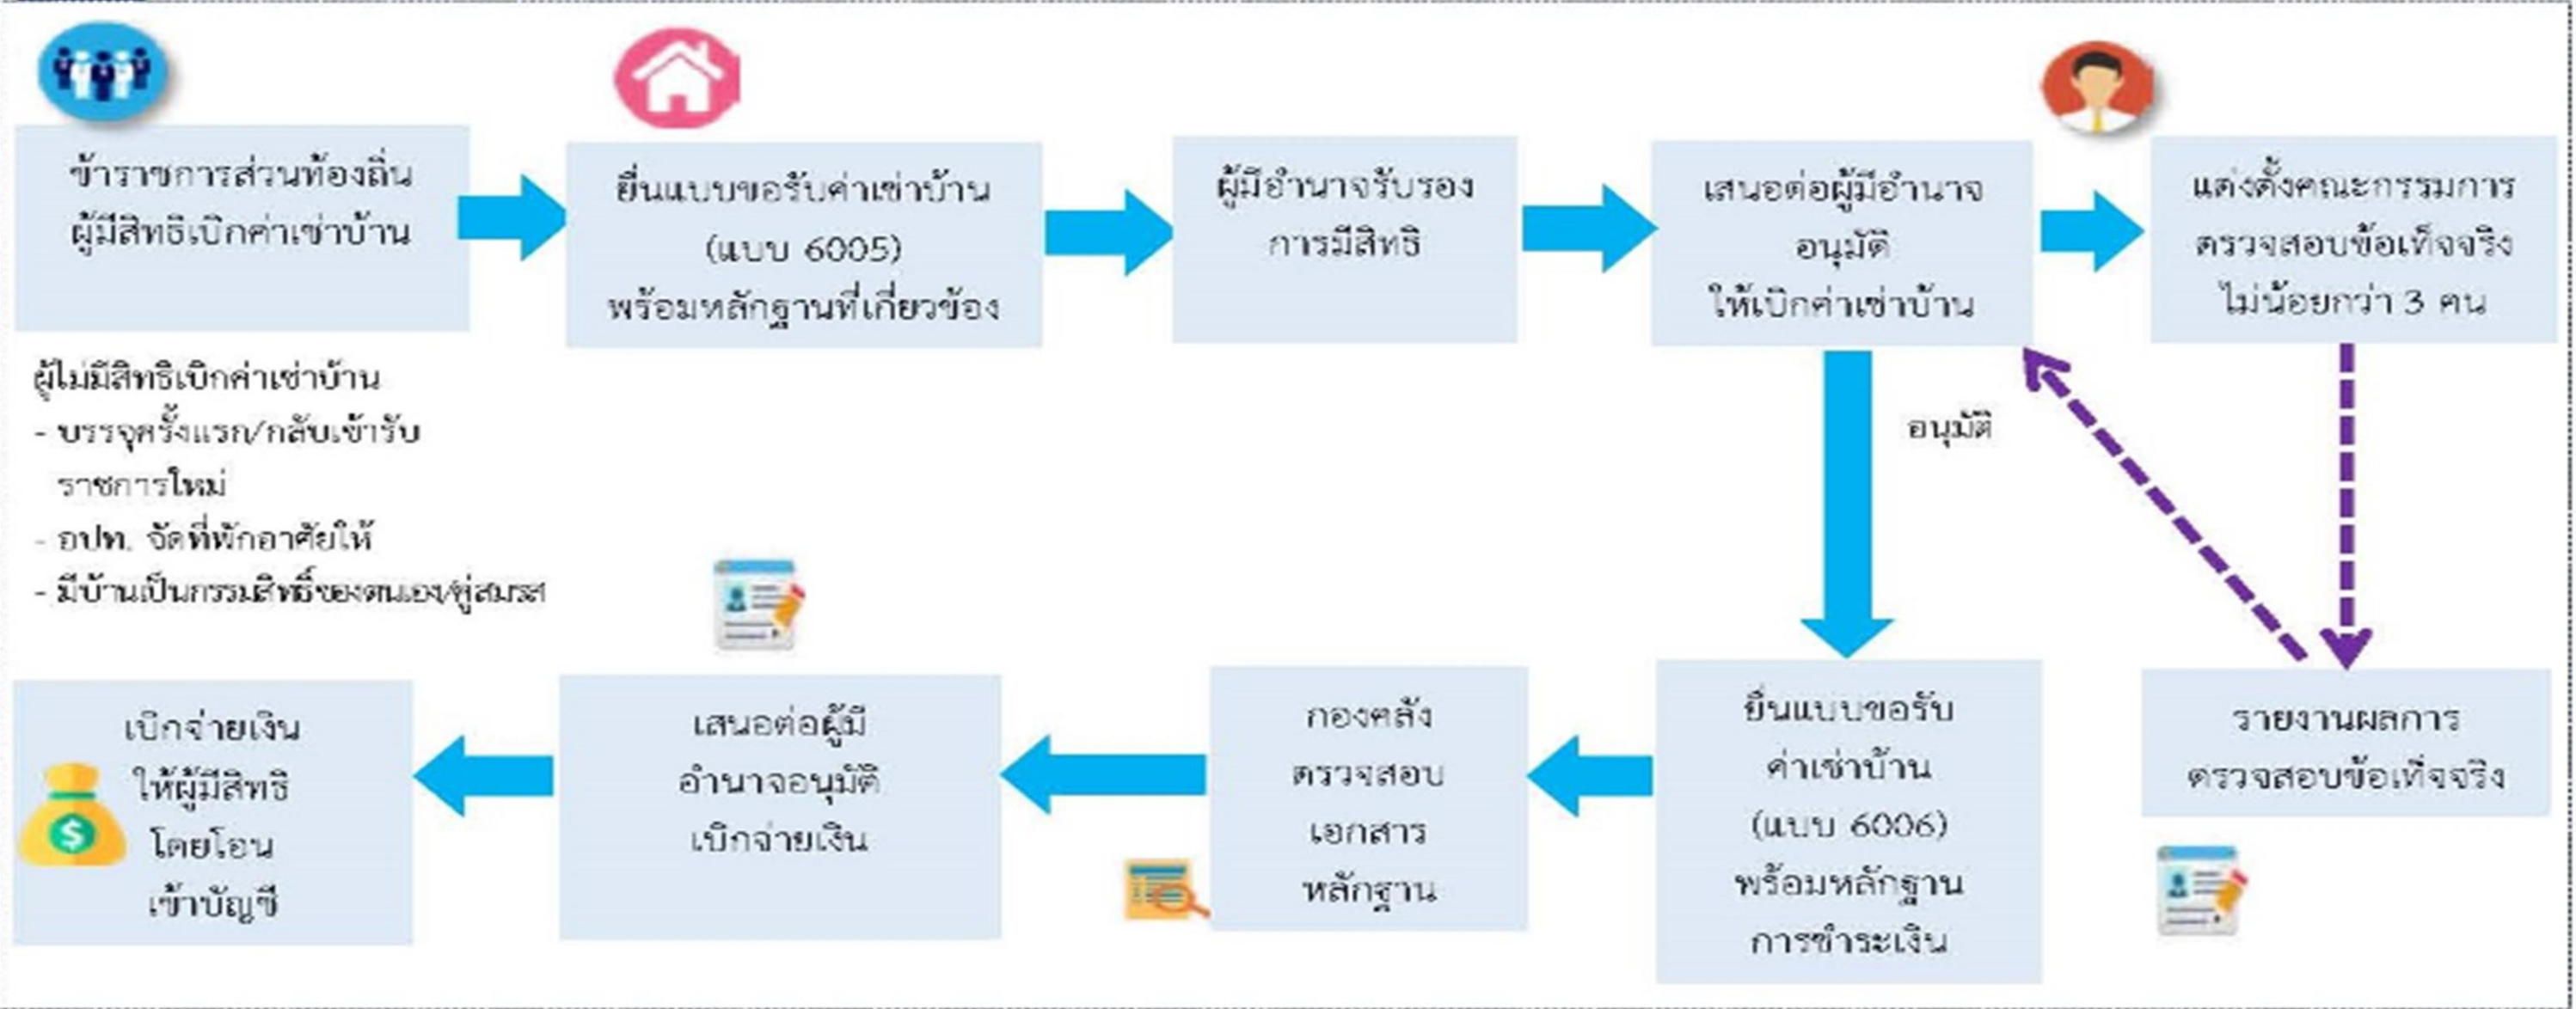 ข้าราชการส่วนท้องถิ่น
ผู้มีสิทธิเบิกค่าเช่าบ้าน
ยื่นแบบขอรับค่าเช่าบ้าน
(แบบ 6005)
พร้อมหลักฐานที่เกี่ยวข้อง
ผู้มีอำนาจรับรอง
การมีสิทธิ
เสนอต่อผู้มีอำนาจ
อนุมัติ
ให้เบิกค่าเช่าบ้าน
แต่งตั้งคณะกรรมการ
ตรวจสอบข้อเท็จจริง
ไม่น้อยกว่า 3 คน
ผู้ไม่มีสิทธิเบิกค่าเช่าบ้าน
- บรรจุครั้งแรก/กลับเข้ารับ
ราชการใหม่
- อปท. จัดที่พักอาศัยให้
- มีบ้านเป็นกรรมสิทธิ์ของตนเอง/คู่สมรส
อนุมัติ
รายงานผลการ
ตรวจสอบข้อเท็จจริง
ยื่นแบบขอรับ
ค่าเช่าบ้าน
(แบบ 6006)
พร้อมหลักฐาน
การชำระเงิน
กองคลัง
ตรวจสอบ
เอกสาร
หลักฐาน
เสนอต่อผู้มี
อำนาจอนุมัติ
เบิกจ่ายเงิน
เบิกจ่ายเงิน
ให้ผู้มีสิทธิ
โดยโอน
เข้าบัญชี